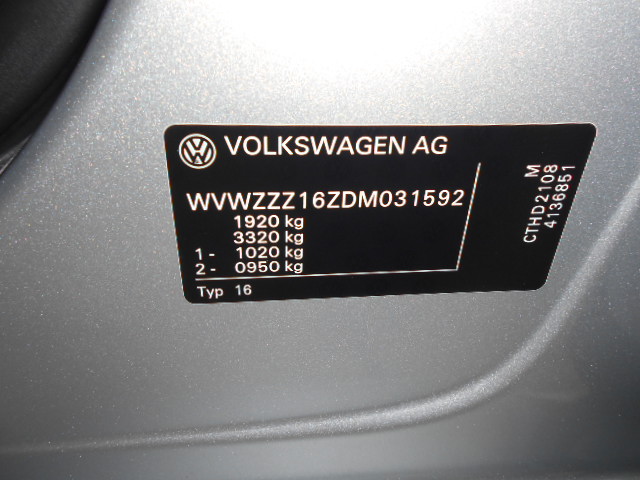 VOLKSWAGEN AG
WVWZZZ16ZDM031592
1920 kg
3320 kg
1 - 1020 kg
2 - 0950 kg
Typ 16
M
CTHD2108
4136851